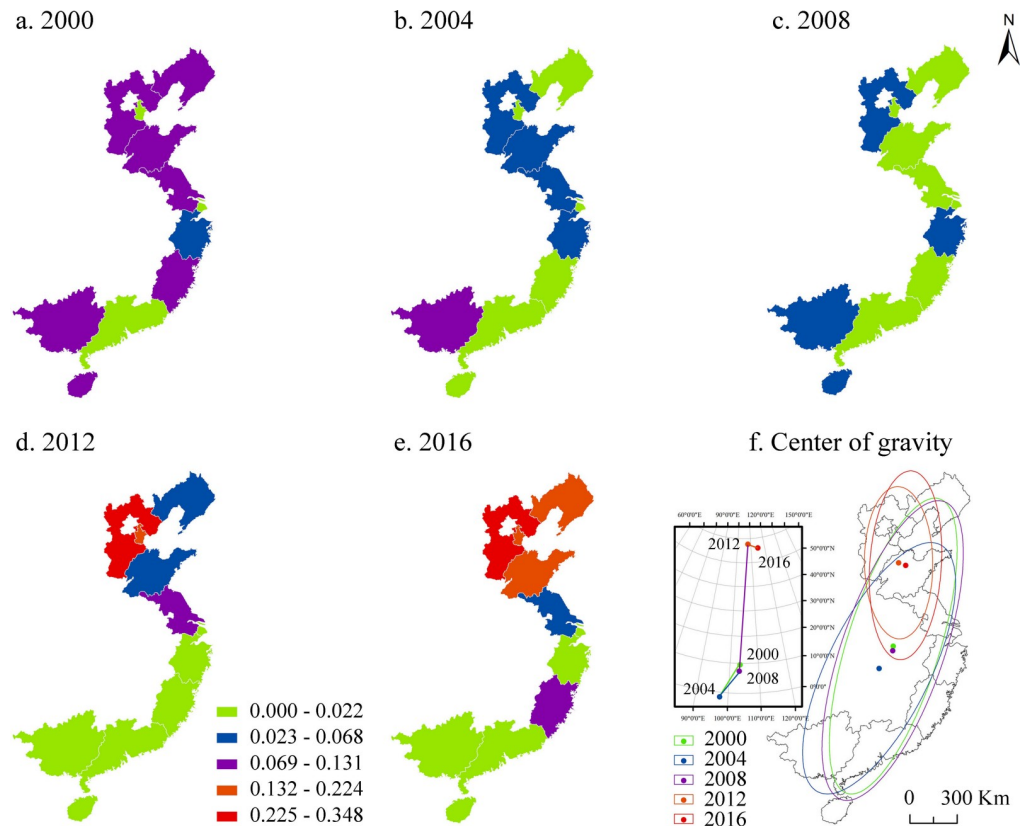 a. 2000
b. 2004
c. 2008
N
d. 2012
e. 2016
f. Center of gravity
0.000 - 0.022
0.023 - 0.068
0.069 - 0.131
0.132 - 0.224
0.225 - 0.348
60°0'0"E 90°0'0"E 120°0'0"E 150°0'0"E
2012
2016
50°0'0"N
40°0'0"N
30°0'0"N
20°0'0"N
10°0'0"N
0°0'0"
2000
2008
2004
90°0'0"E 100°0'0"E 110°0'0"E 120°0'0"E
2000
2004
2008
2012
2016
0 300 Km